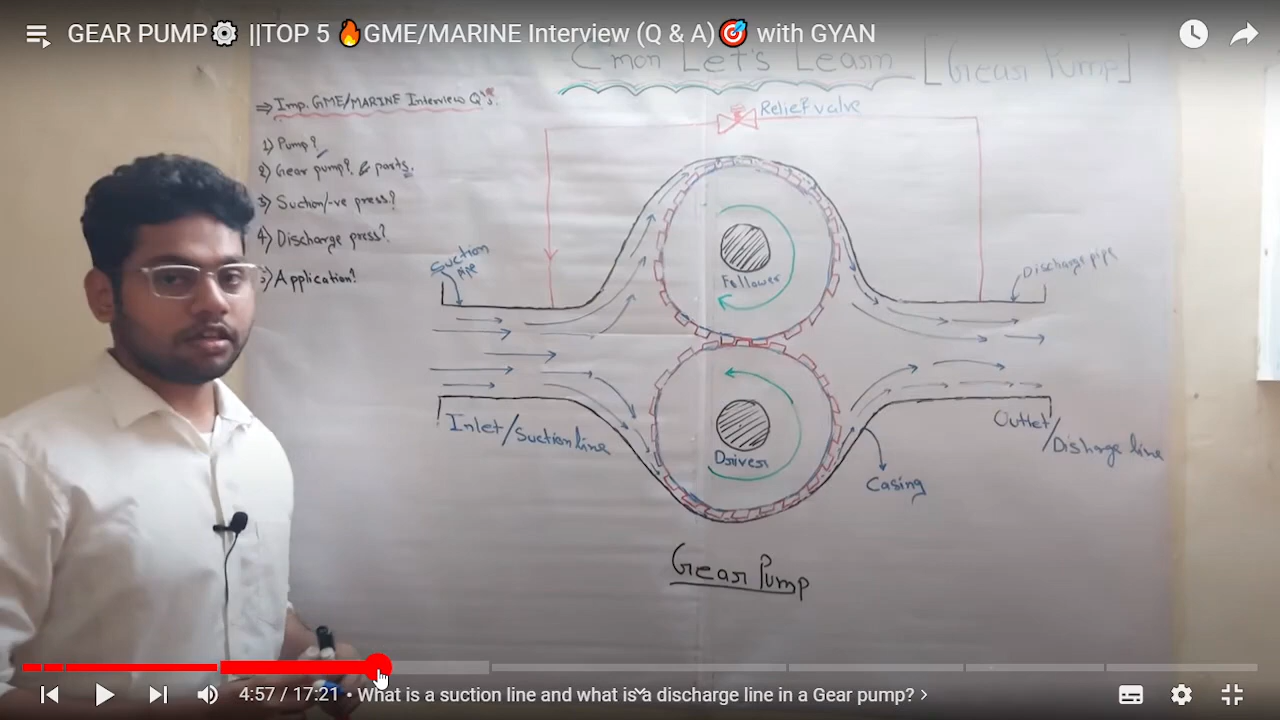 GEAR PUMP⚙️ ||TOP 5 🔥GME/MARINE Interview (Q & A)🎯 with GYAN
C'mon Let's Learn [Gear Pump]
⇒ Imp. GME/MARINE Interview Q's.
1) Pump?
2) Gear pump? & parts.
3) Suction/-ve press?
4) Discharge press?
5) Application?
Relief valve
Suction pipe
Discharge pipe
Follower
Driver
Inlet/Suction line
Outlet/Disharge line
Casing
Gear Pump
4:57 / 17:21 • What is a suction line and what is a discharge line in a Gear pump? >